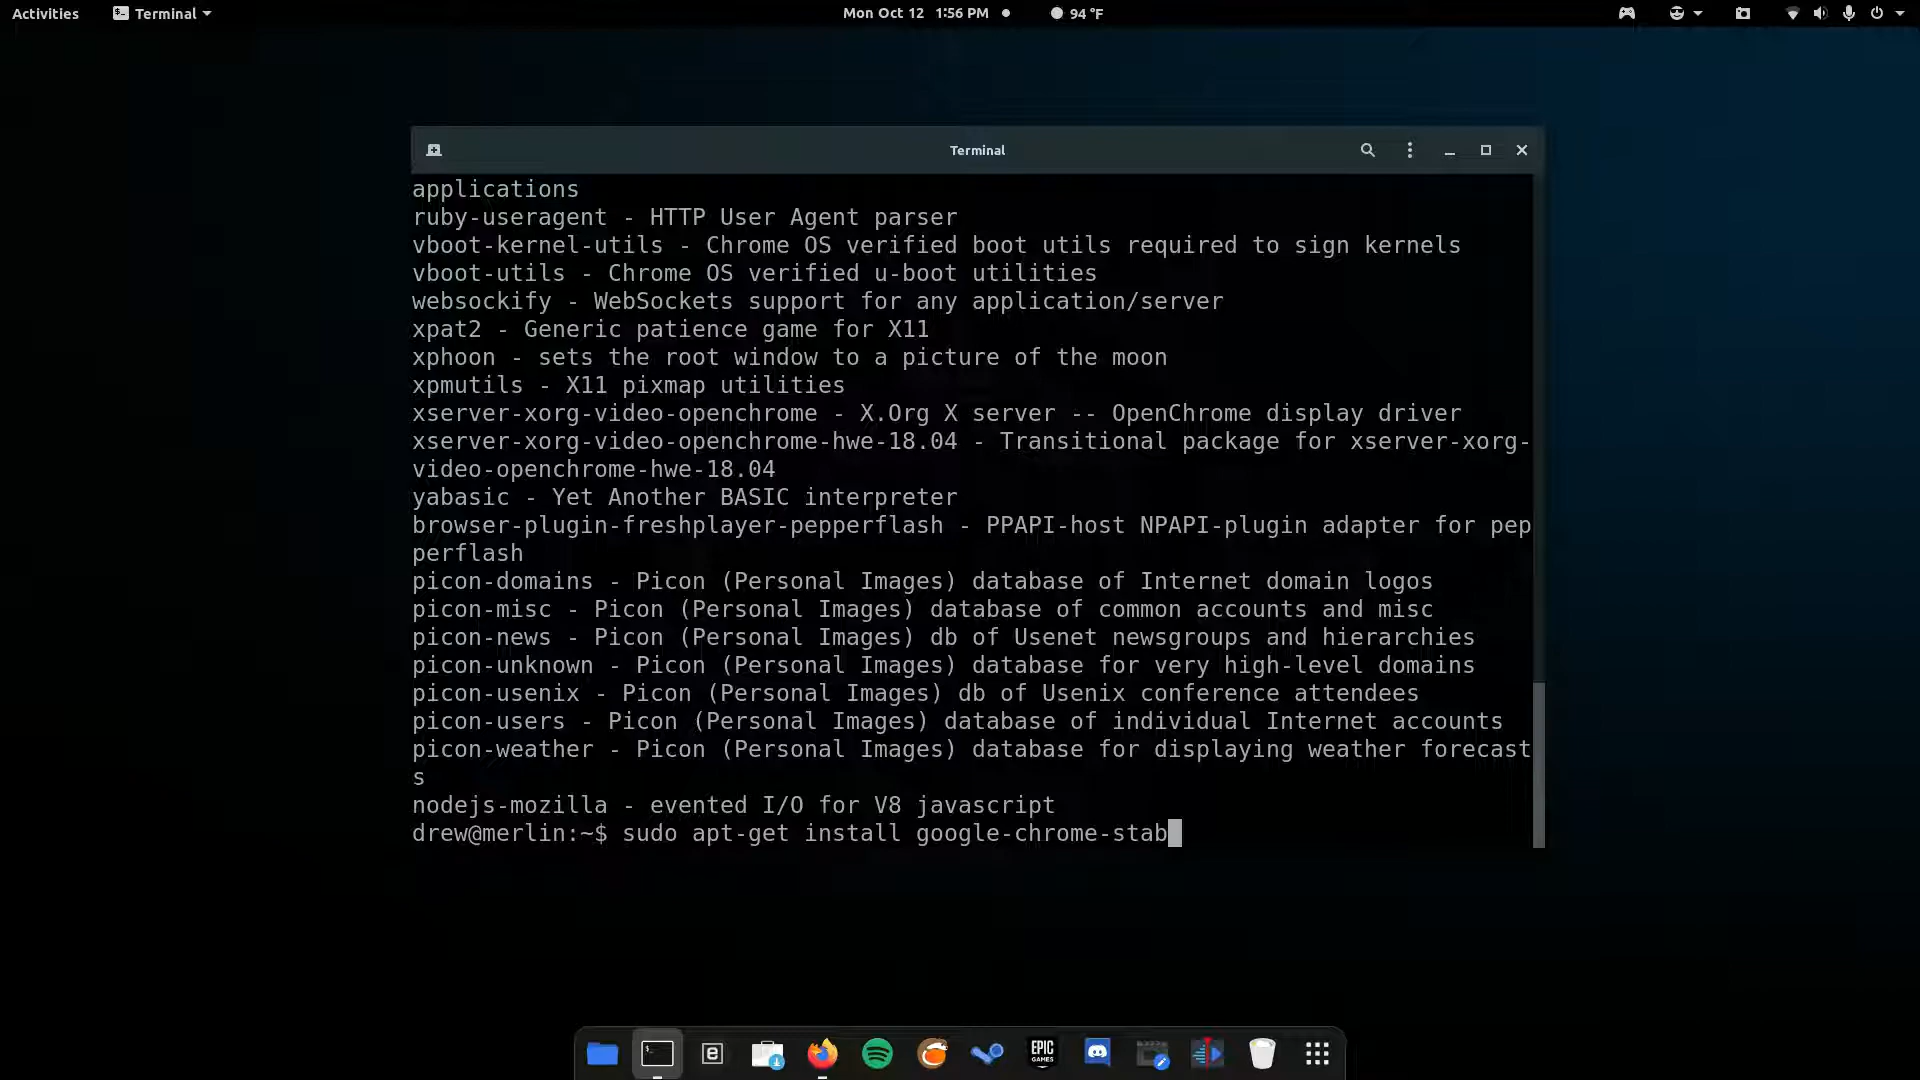 Activities Terminal Mon Oct 12 1:56 PM 94 °F
Terminal
applications
ruby-useragent - HTTP User Agent parser
vboot-kernel-utils - Chrome OS verified boot utils required to sign kernels
vboot-utils - Chrome OS verified u-boot utilities
websockify - WebSockets support for any application/server
xpat2 - Generic patience game for X11
xphoon - sets the root window to a picture of the moon
xpmutils - X11 pixmap utilities
xserver-xorg-video-openchrome - X.Org X server -- OpenChrome display driver
xserver-xorg-video-openchrome-hwe-18.04 - Transitional package for xserver-xorg-
video-openchrome-hwe-18.04
yabasic - Yet Another BASIC interpreter
browser-plugin-freshplayer-pepperflash - PPAPI-host NPAPI-plugin adapter for pep
perflash
picon-domains - Picon (Personal Images) database of Internet domain logos
picon-misc - Picon (Personal Images) database of common accounts and misc
picon-news - Picon (Personal Images) db of Usenet newsgroups and hierarchies
picon-unknown - Picon (Personal Images) database for very high-level domains
picon-usenix - Picon (Personal Images) db of Usenix conference attendees
picon-users - Picon (Personal Images) database of individual Internet accounts
picon-weather - Picon (Personal Images) database for displaying weather forecast
s
nodejs-mozilla - evented I/O for V8 javascript
drew@merlin:~$ sudo apt-get install google-chrome-stab
EPIC
GAMES